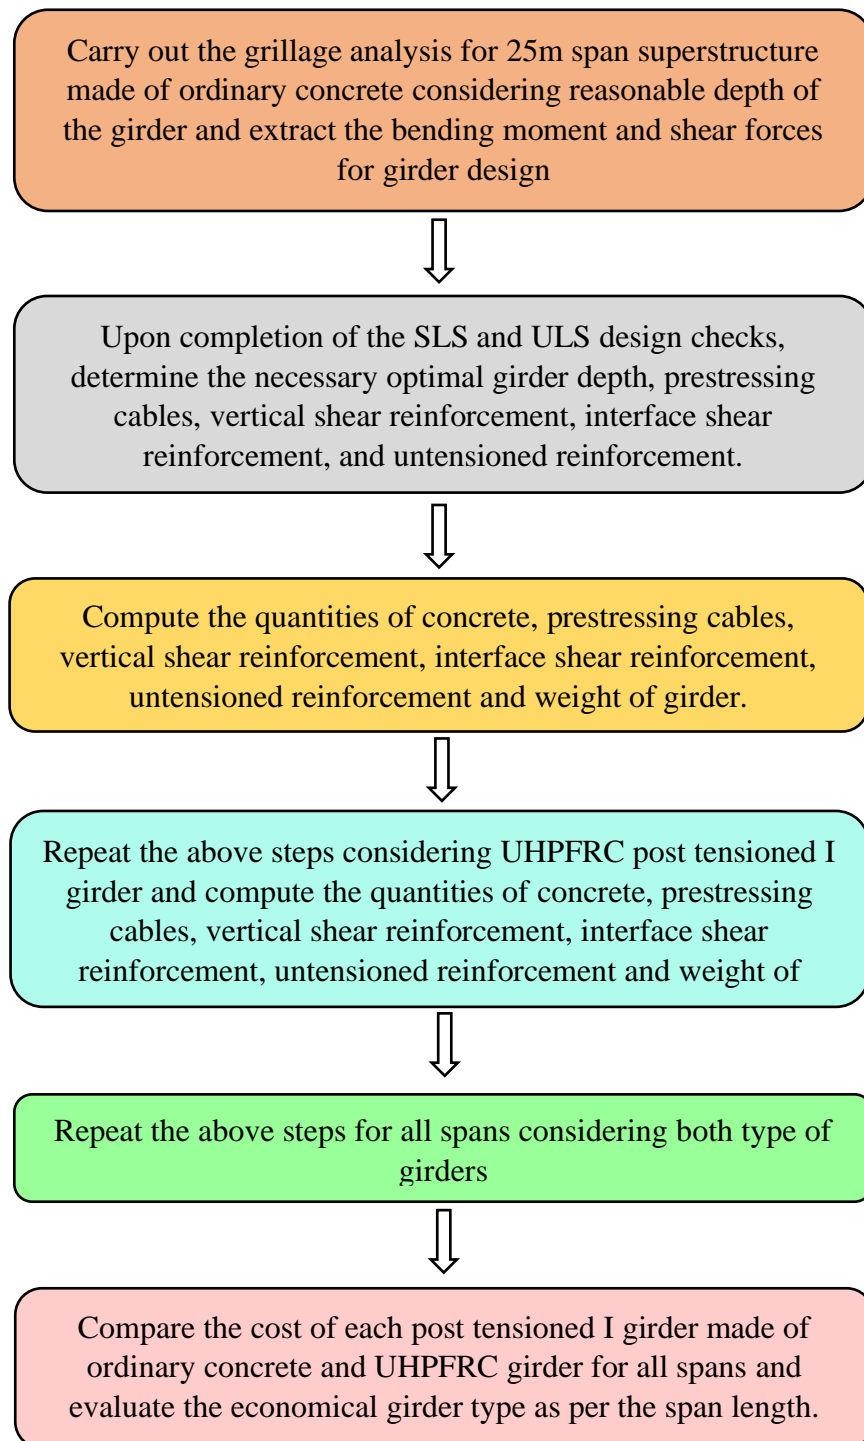 Carry out the grillage analysis for 25m span superstructure
made of ordinary concrete considering reasonable depth of
the girder and extract the bending moment and shear forces
for girder design
Upon completion of the SLS and ULS design checks,
determine the necessary optimal girder depth, prestressing
cables, vertical shear reinforcement, interface shear
reinforcement, and untensioned reinforcement.
Compute the quantities of concrete, prestressing cables,
vertical shear reinforcement, interface shear reinforcement,
untensioned reinforcement and weight of girder.
Repeat the above steps considering UHPFRC post tensioned I
girder and compute the quantities of concrete, prestressing
cables, vertical shear reinforcement, interface shear
reinforcement, untensioned reinforcement and weight of
Repeat the above steps for all spans considering both type of
girders
Compare the cost of each post tensioned I girder made of
ordinary concrete and UHPFRC girder for all spans and
evaluate the economical girder type as per the span length.